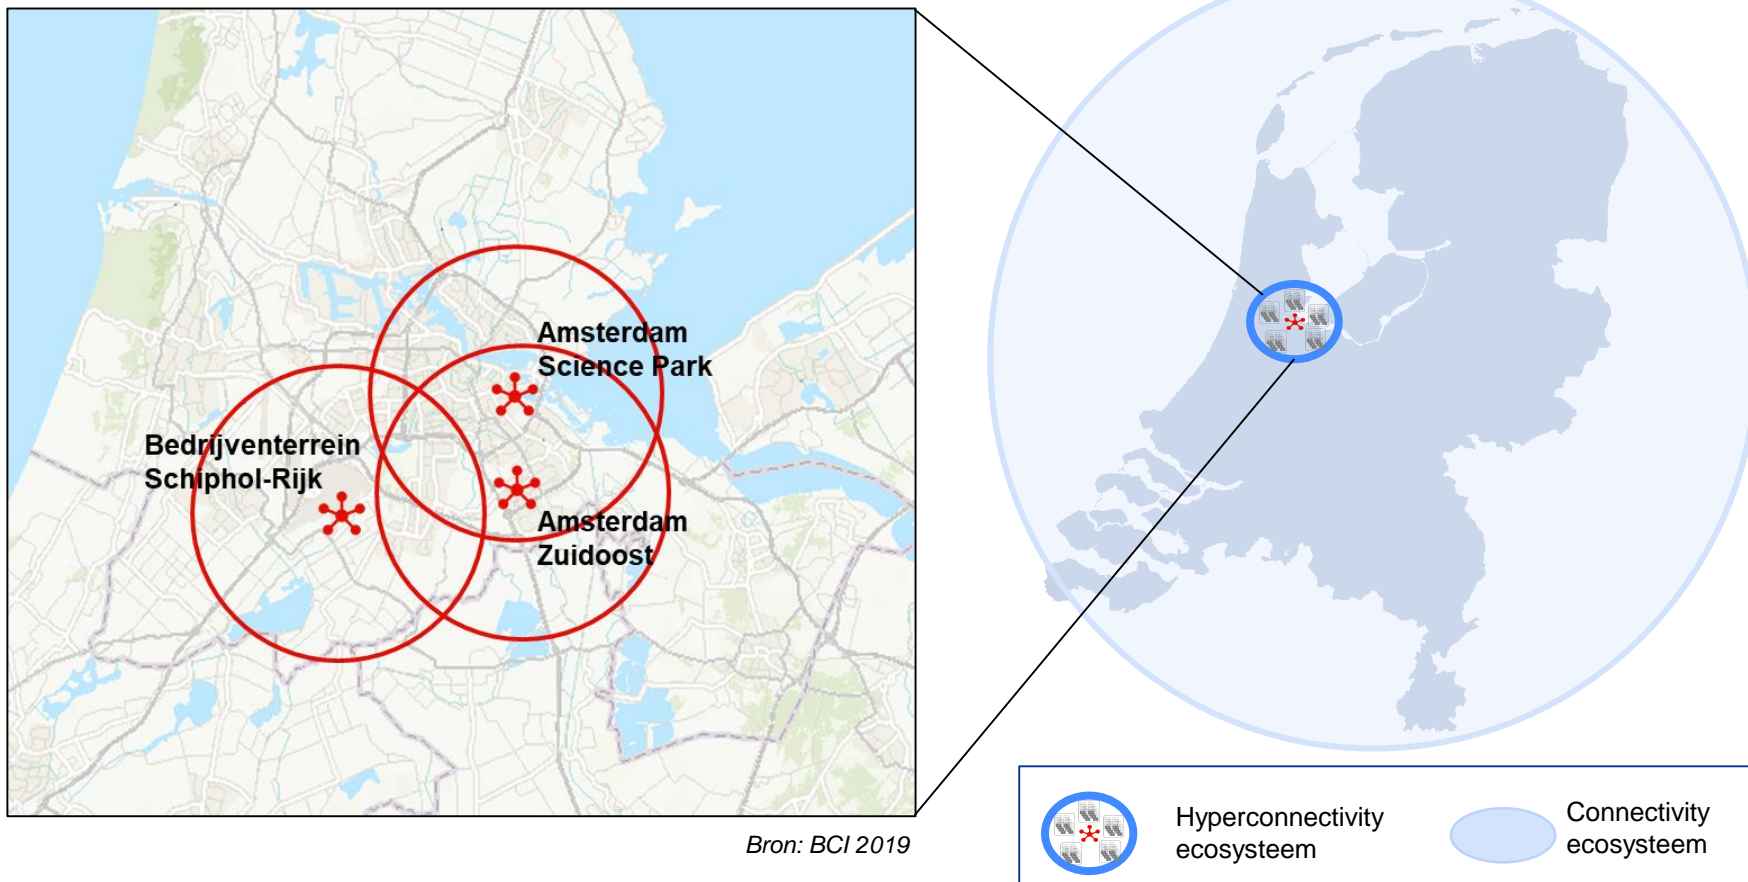 Amsterdam
Science Park
Bedrijventerrein
Schiphol-Rijk
Amsterdam
Zuidoost
Bron: BCI 2019
Hyperconnectivity
ecosysteem
Connectivity
ecosysteem